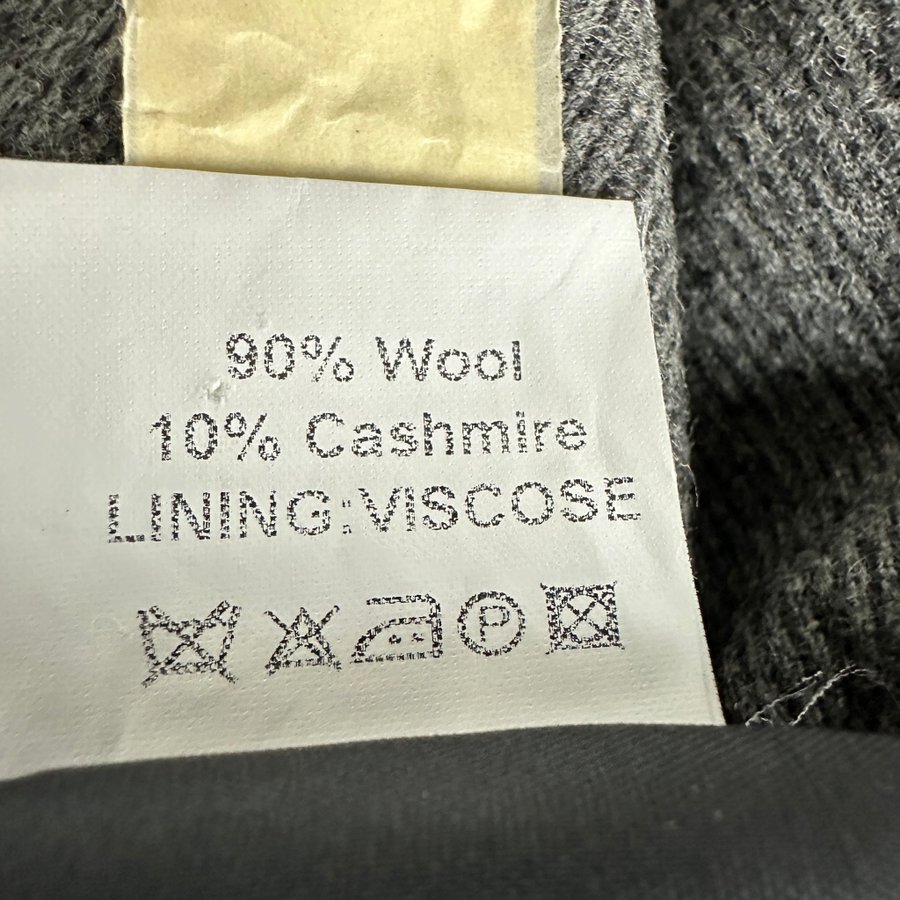 90% Wool
10% Cashmire
LINING:VISCOSE
P